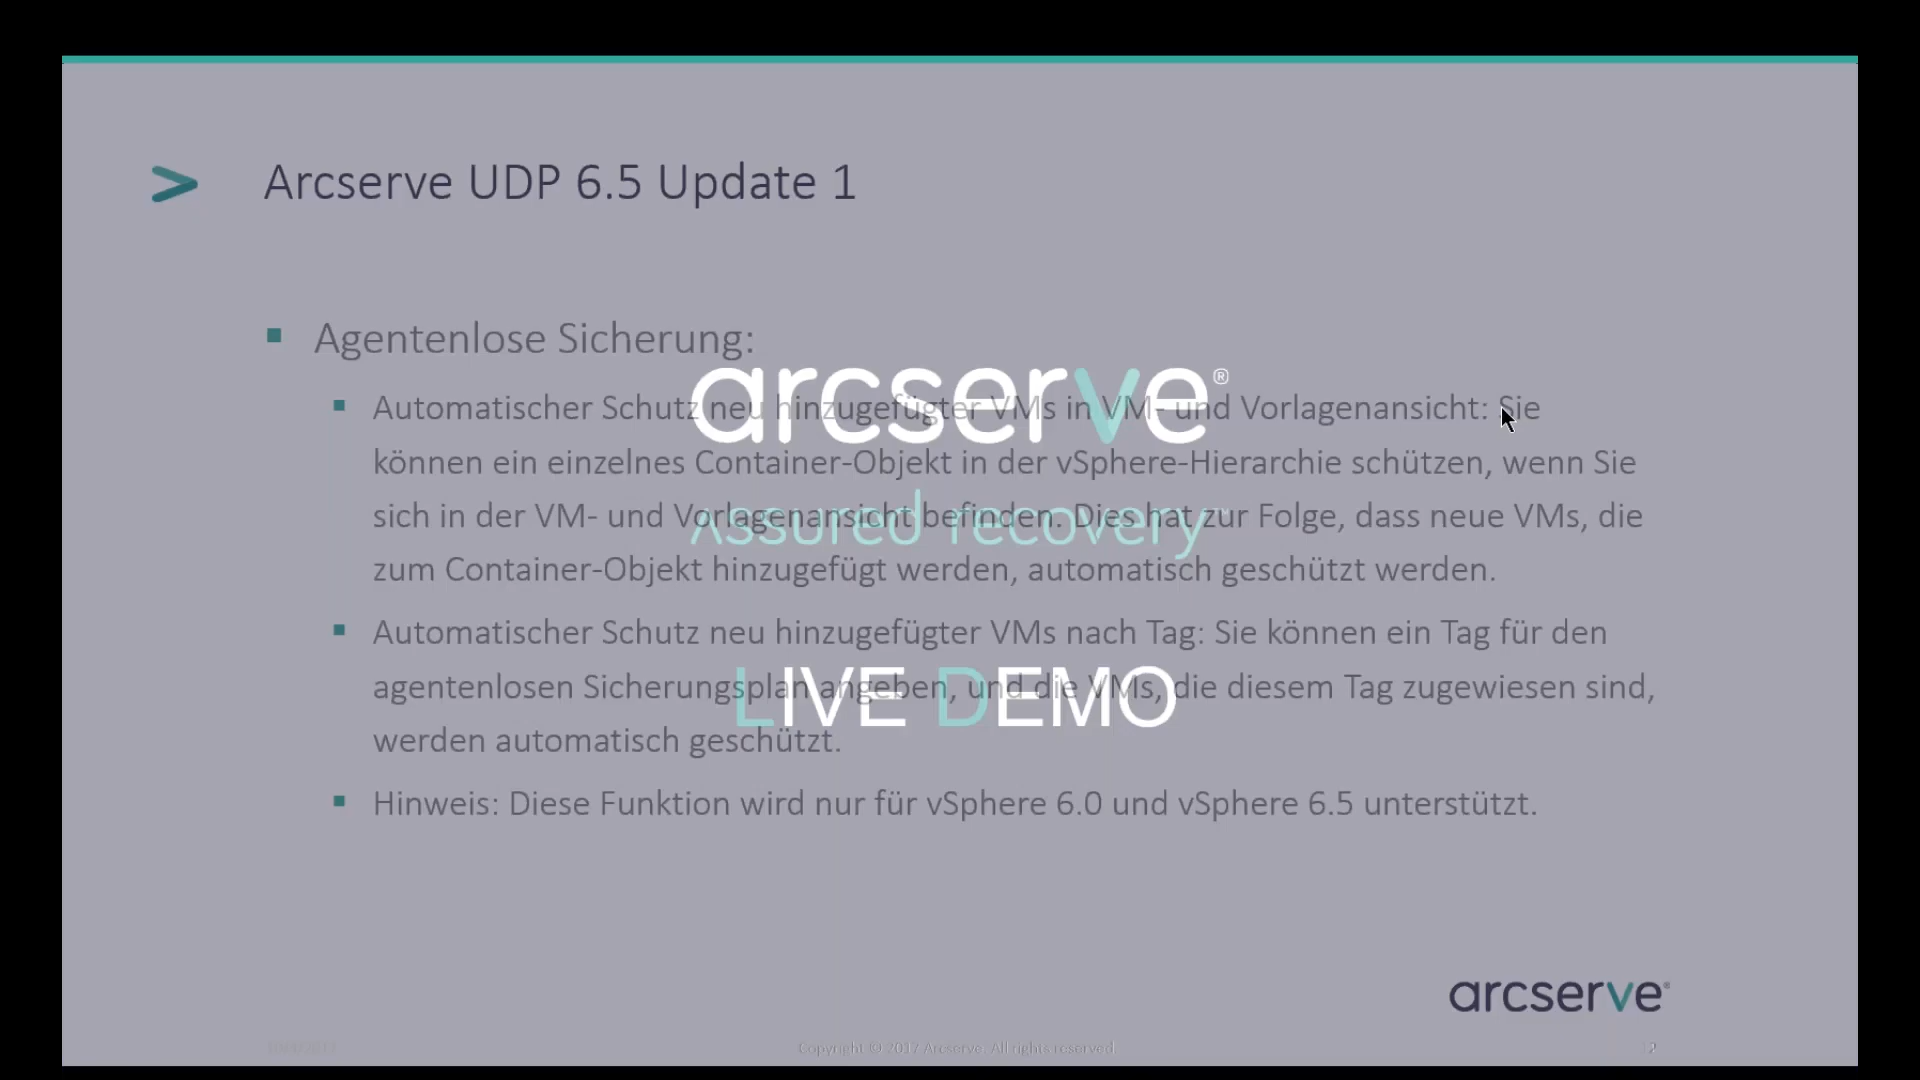 > Arcserve UDP 6.5 Update 1
Agentenlose Sicherung:
Automatischer Schutz neu hinzugefügter VMs in VM- und Vorlagenansicht: Sie
können ein einzelnes Container-Objekt in der vSphere-Hierarchie schützen, wenn Sie
sich in der VM- und Vorlagenansicht befinden. Dies hat zur Folge, dass neue VMs, die
zum Container-Objekt hinzugefügt werden, automatisch geschützt werden.
Automatischer Schutz neu hinzugefügter VMs nach Tag: Sie können ein Tag für den
agentenlosen Sicherungsplan angeben, und die VMs, die diesem Tag zugewiesen sind,
werden automatisch geschützt.
Hinweis: Diese Funktion wird nur für vSphere 6.0 und vSphere 6.5 unterstützt.
arcserve®
assured recovery™
LIVE DEMO
arcserve®
Copyright © 2017 Arcserve. All rights reserved.
2